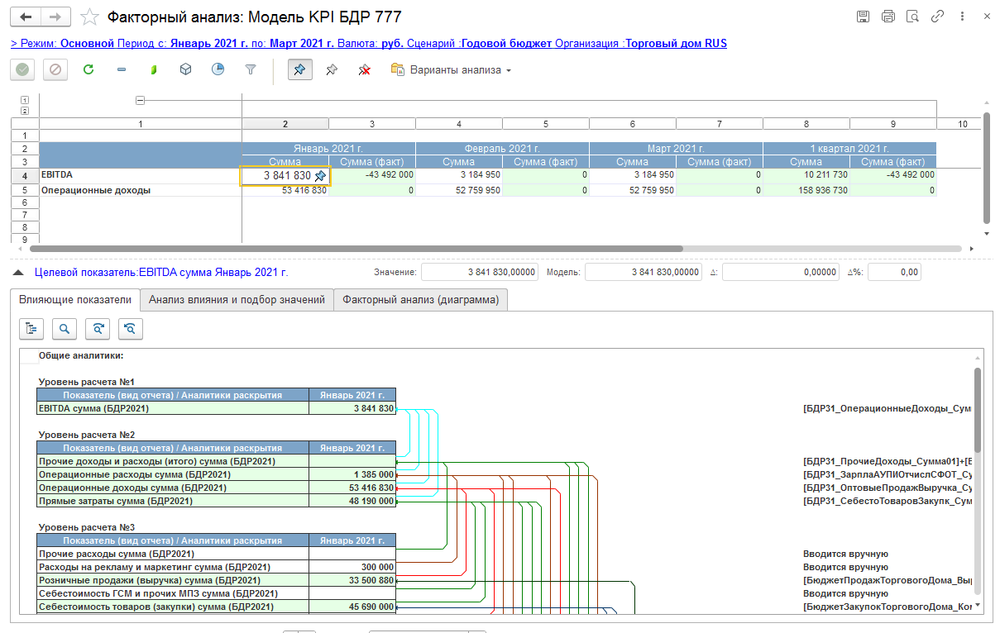 Факторный анализ: Модель KPI БДР 777
> Режим: Основной Период с: Январь 2021 г. по: Март 2021 г. Валюта: руб. Сценарий :Годовой бюджет Организация :Торговый дом RUS
Варианты анализа
1
2
1 2 3 4 5 6 7 8 9 10
1
2 Январь 2021 г. Февраль 2021 г. Март 2021 г. 1 квартал 2021 г.
3 Сумма Сумма (факт) Сумма Сумма (факт) Сумма Сумма (факт) Сумма Сумма (факт)
4 EBITDA 3 841 830 -43 492 000 3 184 950 0 3 184 950 0 10 211 730 -43 492 000
5 Операционные доходы 53 416 830 0 52 759 950 0 52 759 950 0 158 936 730 0
6
7
8
9
Целевой показатель:EBITDA сумма Январь 2021 г. Значение: 3 841 830,00000 Модель: 3 841 830,00000 Δ: 0,00000 Δ%: 0,00
Влияющие показатели Анализ влияния и подбор значений Факторный анализ (диаграмма)
Общие аналитики:
Уровень расчета №1
Показатель (вид отчета) / Аналитики раскрытия Январь 2021 г.
EBITDA сумма (БДР2021) 3 841 830 [БДР31_ОперационныеДоходы_Сум
Уровень расчета №2
Показатель (вид отчета) / Аналитики раскрытия Январь 2021 г.
Прочие доходы и расходы (итого) сумма (БДР2021) [БДР31_ПрочиеДоходы_Сумма01]+[Б
Операционные расходы сумма (БДР2021) 1 385 000 [БДР31_ЗарплаАУПИОтчислСФОТ_Су
Операционные доходы сумма (БДР2021) 53 416 830 [БДР31_ОптовыеПродажВыручка_Су
Прямые затраты сумма (БДР2021) 48 190 000 [БДР31_СебестоТоваровЗакупк_Сум
Уровень расчета №3
Показатель (вид отчета) / Аналитики раскрытия Январь 2021 г.
Прочие расходы сумма (БДР2021) Вводится вручную
Расходы на рекламу и маркетинг сумма (БДР2021) 300 000 Вводится вручную
Розничные продажи (выручка) сумма (БДР2021) 33 500 880 [БюджетПродажТорговогоДома_Вы
Себестоимость ГСМ и прочих МПЗ сумма (БДР2021) Вводится вручную
Себестоимость товаров (закупки) сумма (БДР2021) 45 690 000 [БюджетЗакупокТорговогоДома_Ко